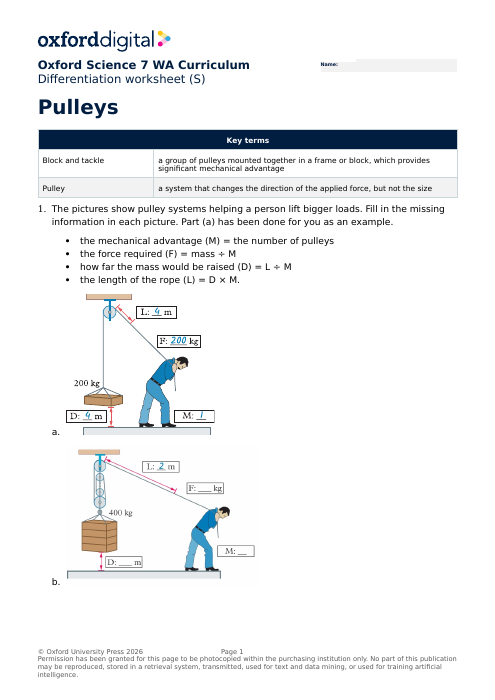 oxforddigital
Oxford Science 7 WA Curriculum
Name:
Differentiation worksheet (S)
Pulleys
Key terms
Block and tackle
a group of pulleys mounted together in a frame or block, which provides
significant mechanical advantage
Pulley
a system that changes the direction of the applied force, but not the size
1. The pictures show pulley systems helping a person lift bigger loads. Fill in the missing
information in each picture. Part (a) has been done for you as an example.
• the mechanical advantage (M) = the number of pulleys
• the force required (F) = mass ÷ M
• how far the mass would be raised (D) = L ÷ M
• the length of the rope (L) = D × M.
L: 4 m
F: 200 kg
200 kg
D: 4 m
M: 1
a.
L: 2 m
F: ___ kg
400 kg
M: __
D: ___ m
b.
© Oxford University Press 2026
Page 1
Permission has been granted for this page to be photocopied within the purchasing institution only. No part of this publication
may be reproduced, stored in a retrieval system, transmitted, used for text and data mining, or used for training artificial
intelligence.